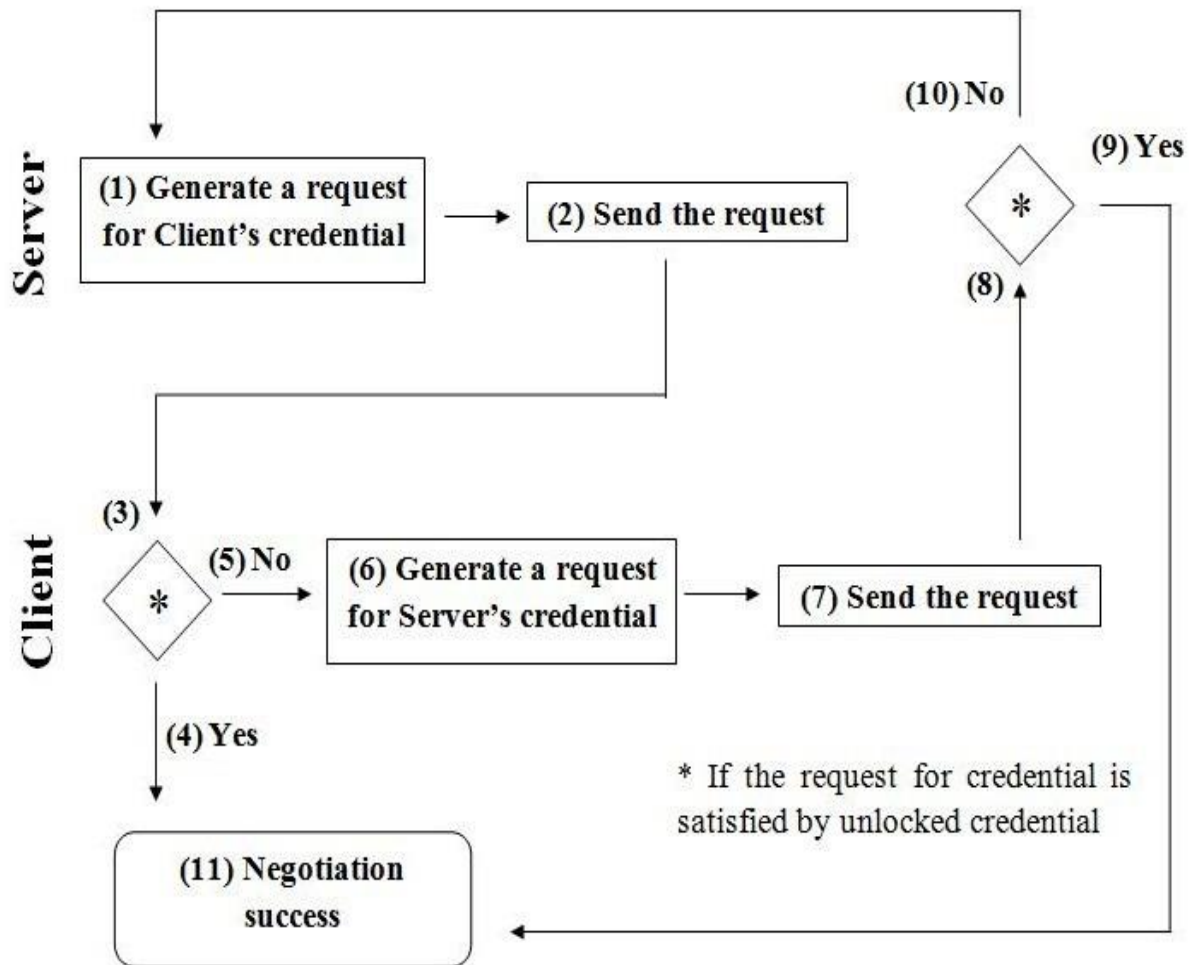 (10) No
(9) Yes
Server
(1) Generate a request
for Client's credential
(2) Send the request
*
(8)
(3)
Client
*
(5) No
(6) Generate a request
for Server's credential
(7) Send the request
(4) Yes
* If the request for credential is
satisfied by unlocked credential
(11) Negotiation
success